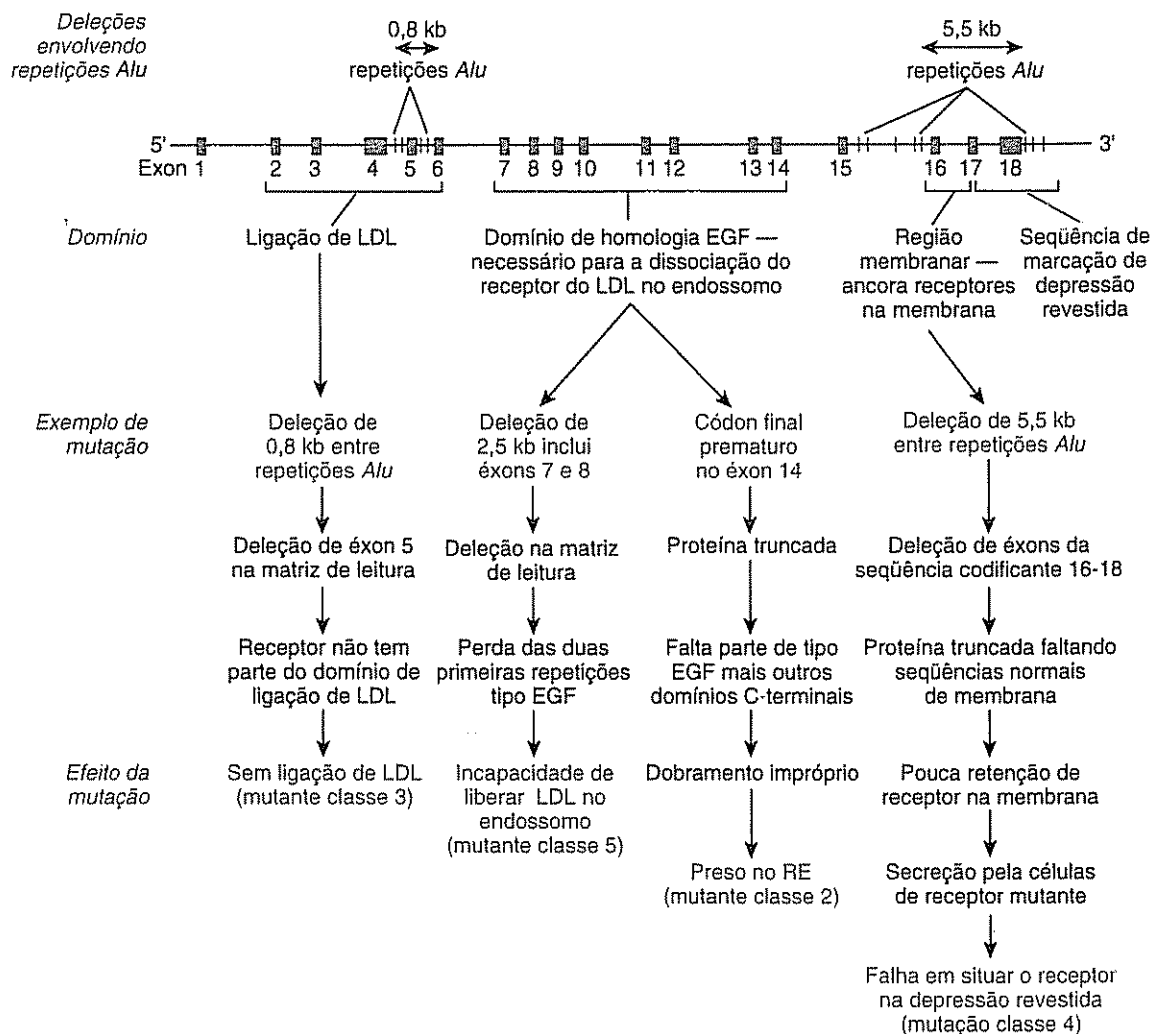 Deleções
envolvendo
repetições Alu
0,8 kb
repetições Alu
5,5 kb
repetições Alu
5'
3'
Exon 1 2 3 4 5 6 7 8 9 10 11 12 13 14 15 16 17 18
Domínio
Ligação de LDL
Domínio de homologia EGF —
necessário para a dissociação do
receptor do LDL no endossomo
Região
membranar —
ancora receptores
na membrana
Seqüência de
marcação de
depressão
revestida
Exemplo de
mutação
Deleção de
0,8 kb entre
repetições Alu
Deleção de
2,5 kb inclui
éxons 7 e 8
Códon final
prematuro
no éxon 14
Deleção de 5,5 kb
entre repetições Alu
Deleção de éxon 5
na matriz de leitura
Deleção na matriz
de leitura
Proteína truncada
Deleção de éxons da
seqüência codificante 16-18
Receptor não tem
parte do domínio de
ligação de LDL
Perda das duas
primeiras repetições
tipo EGF
Falta parte de tipo
EGF mais outros
domínios C-terminais
Proteína truncada faltando
seqüências normais
de membrana
Efeito da
mutação
Sem ligação de LDL
(mutante classe 3)
Incapacidade de
liberar LDL no
endossomo
(mutante classe 5)
Dobramento impróprio
Pouca retenção de
receptor na membrana
Preso no RE
(mutante classe 2)
Secreção pela células
de receptor mutante
Falha em situar o receptor
na depressão revestida
(mutação classe 4)